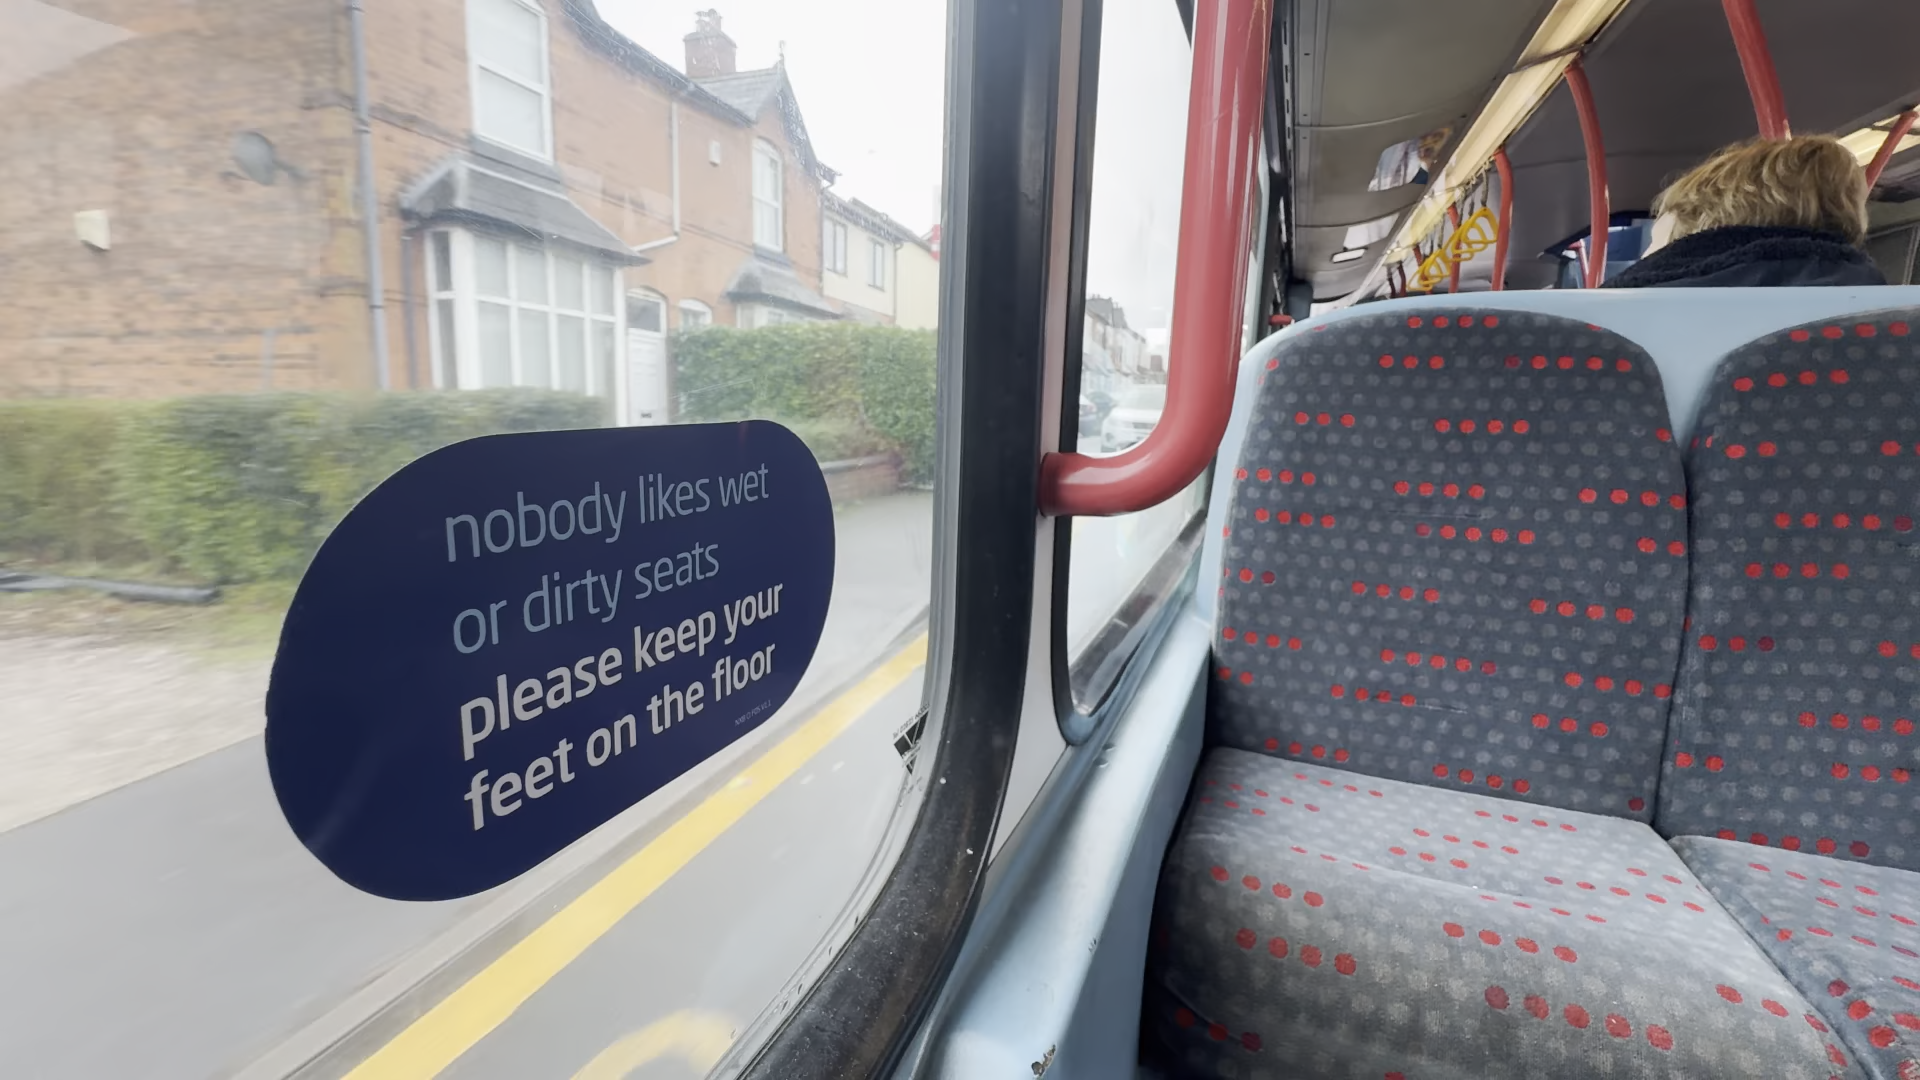 nobody likes wet
or dirty seats
please keep your
feet on the floor